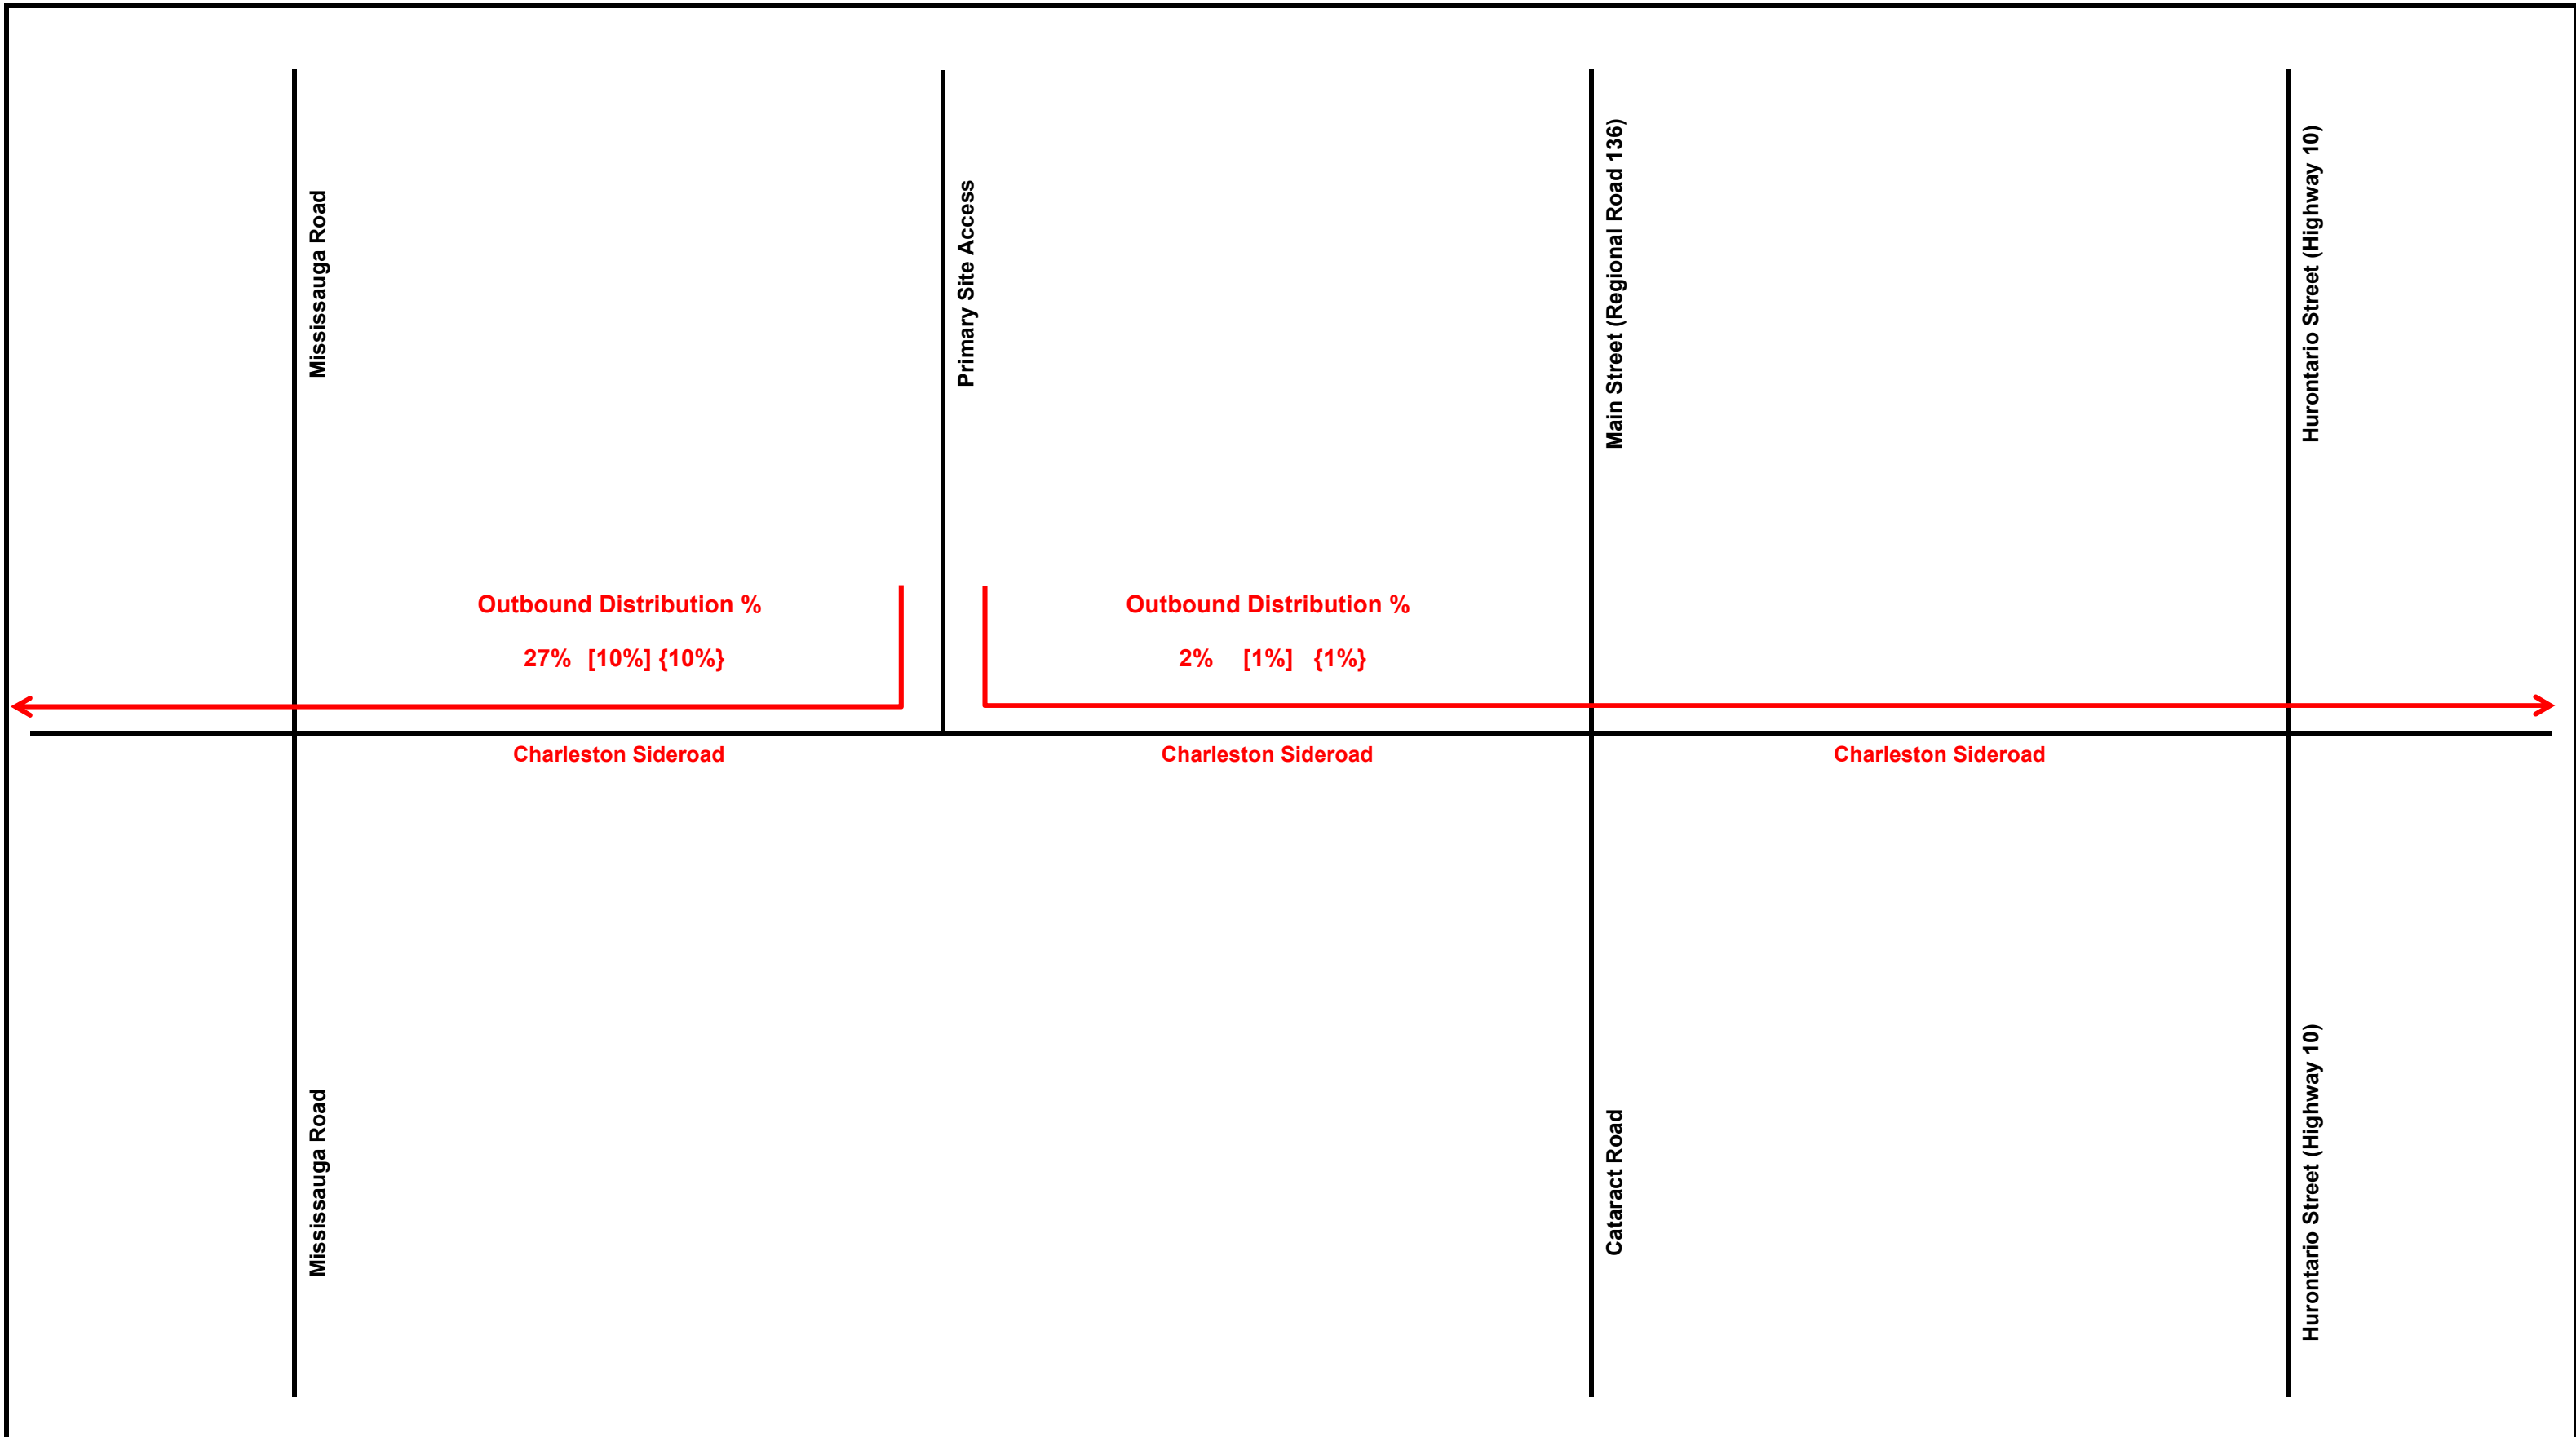 Mississauga Road
Primary Site Access
Main Street (Regional Road 136)
Hurontario Street (Highway 10)
Outbound Distribution %
27% [10%] {10%}
Outbound Distribution %
2% [1%] {1%}
Charleston Sideroad
Charleston Sideroad
Charleston Sideroad
Mississauga Road
Cataract Road
Hurontario Street (Highway 10)